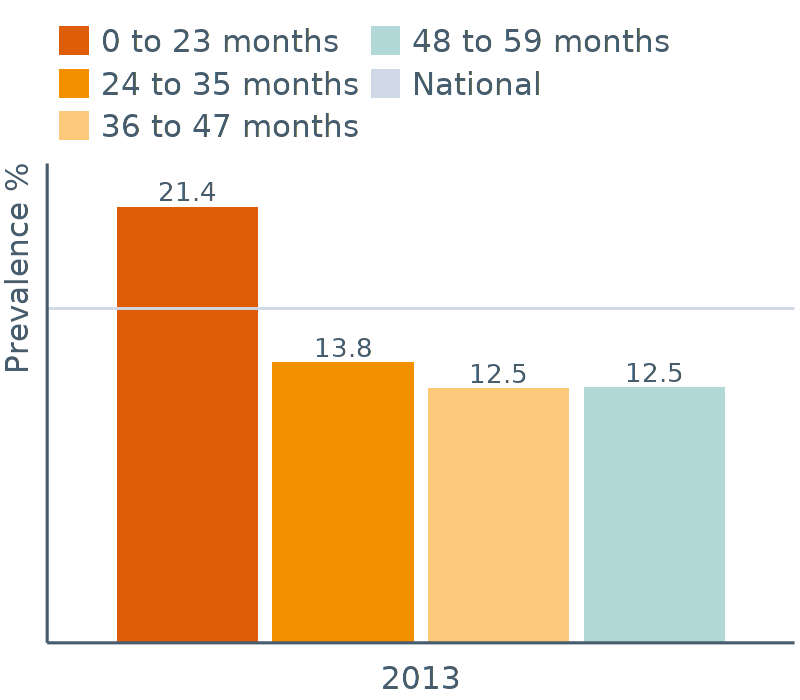 0 to 23 months
24 to 35 months
36 to 47 months
48 to 59 months
National
Prevalence %
21.4
13.8
12.5
12.5
2013